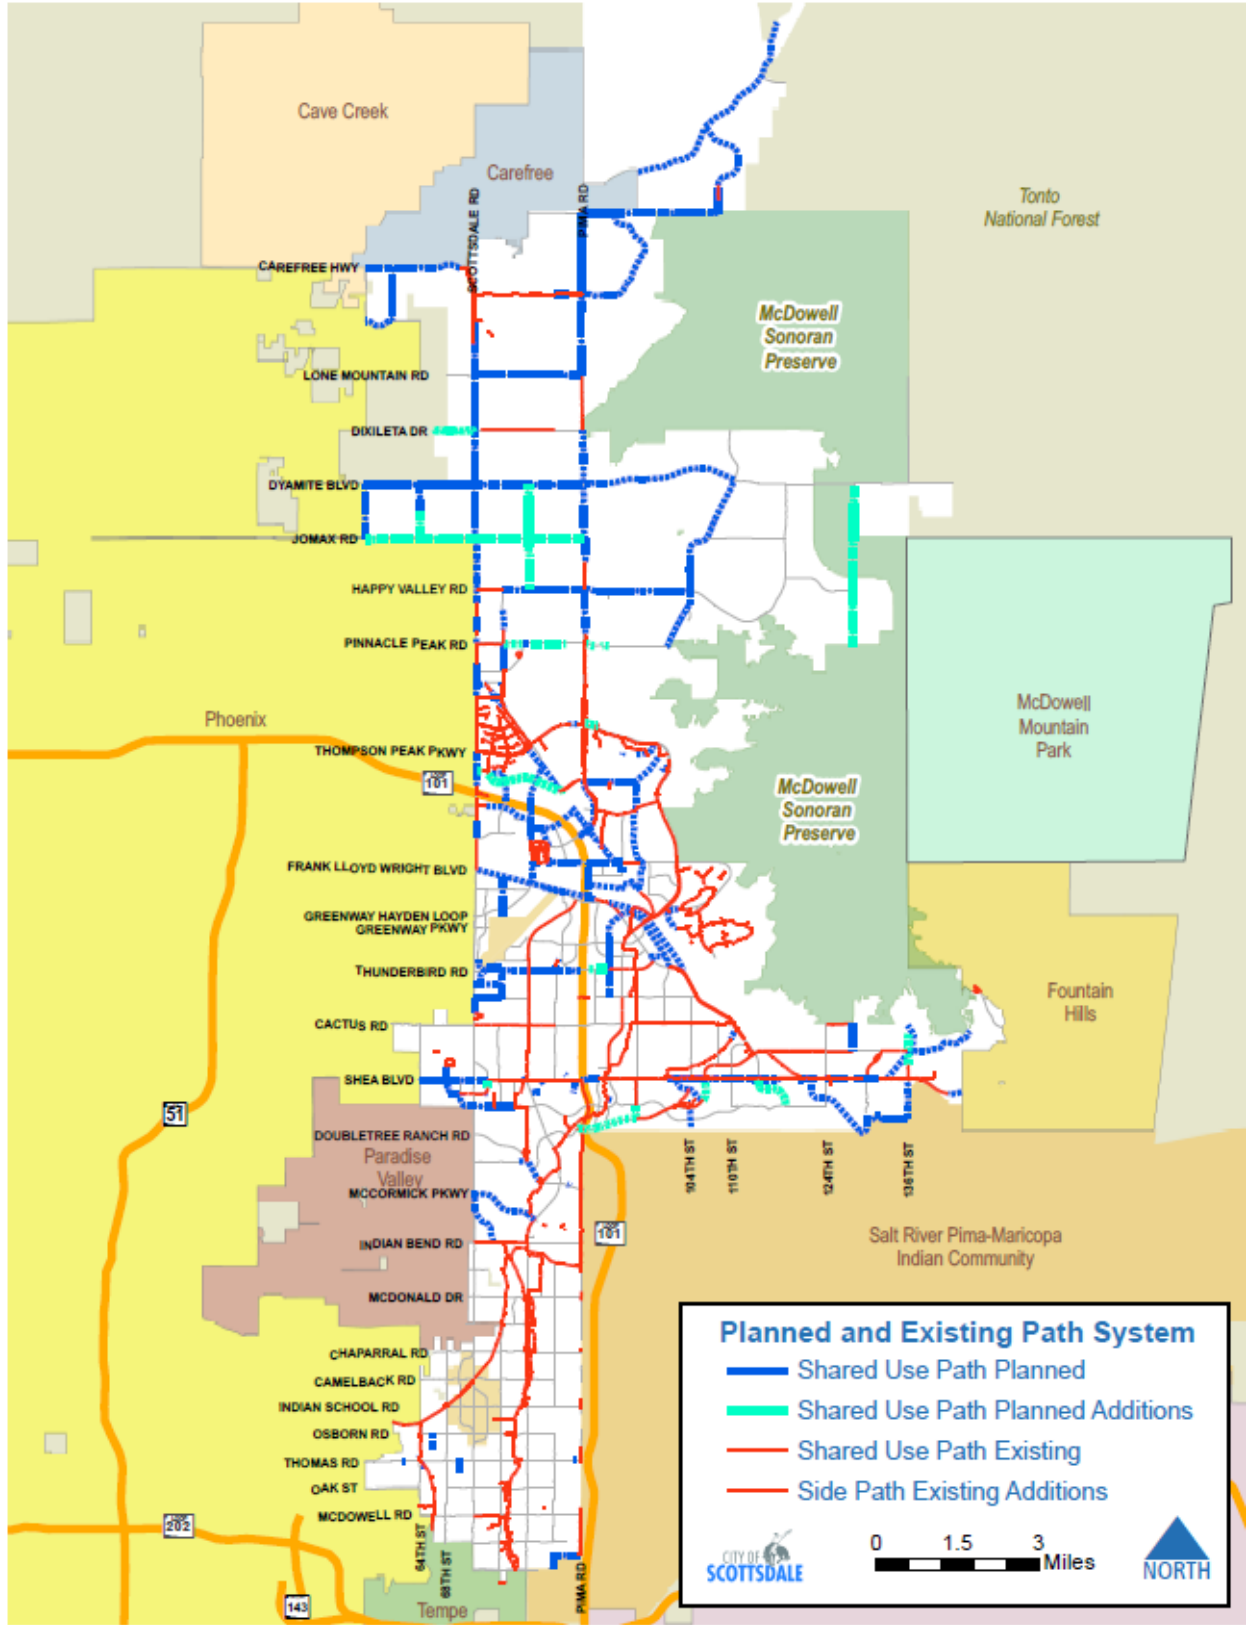 Cave Creek
Carefree
SCOTTSDALE RD
PIMA RD
Tonto
National Forest
CAREFREE HWY
McDowell
Sonoran
Preserve
LONE MOUNTAIN RD
DIXILETA DR
DYAMITE BLVD
JOMAX RD
HAPPY VALLEY RD
PINNACLE PEAK RD
Phoenix
McDowell
Mountain
Park
THOMPSON PEAK PKWY
LOOP
101
McDowell
Sonoran
Preserve
FRANK LLOYD WRIGHT BLVD
GREENWAY HAYDEN LOOP
GREENWAY PKWY
THUNDERBIRD RD
Fountain
Hills
CACTUS RD
SHEA BLVD
51
DOUBLETREE RANCH RD
Paradise
Valley
104TH ST
110TH ST
124TH ST
136TH ST
MCCORMICK PKWY
LOOP
101
INDIAN BEND RD
Salt River Pima-Maricopa
Indian Community
MCDONALD DR
CHAPARRAL RD
CAMELBACK RD
INDIAN SCHOOL RD
OSBORN RD
THOMAS RD
OAK ST
MCDOWELL RD
LOOP
202
64TH ST
68TH ST
PIMA RD
143
Tempe
Planned and Existing Path System
Shared Use Path Planned
Shared Use Path Planned Additions
Shared Use Path Existing
Side Path Existing Additions
CITY OF
SCOTTSDALE
0 1.5 3
Miles
NORTH